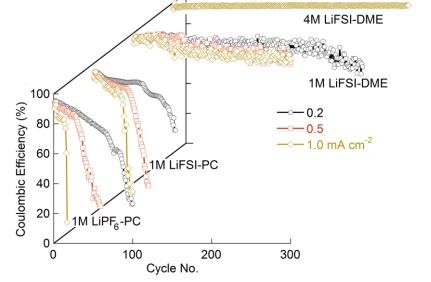 4M LiFSI-DME
1M LiFSI-DME
0.2
0.5
1.0 mA cm⁻²
1M LiFSI-PC
1M LiPF₆-PC
Coulombic Efficiency (%)
100
80
60
40
20
0
0 100 200 300
Cycle No.